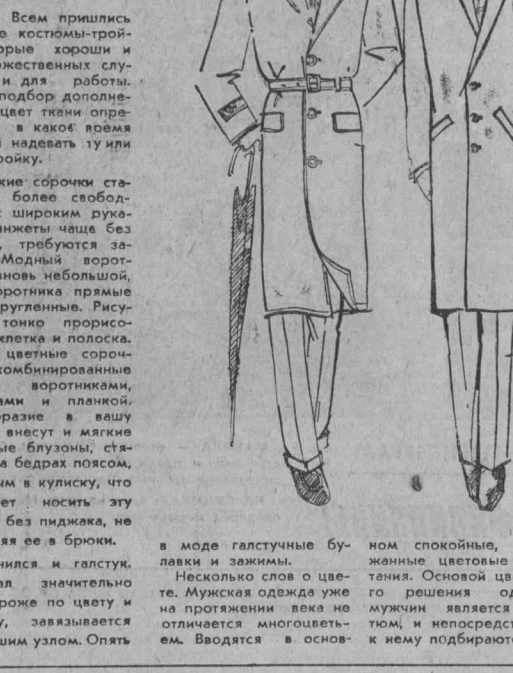 Всем пришлись
е костюмы-трой-
орые хороши и
жественных слу-
и для работы.
подбор дополне-
цвет ткани опре-
в какое время
надевать ту или
ройку.
кие сорочки ста-
более свобод-
широким рука-
нжеты чаще без
, требуются за-
Модный ворот-
вновь небольшой,
оротника прямые
ругленные. Рису-
тонко прорисо-
клетка и полоска.
цветные сороч-
комбинированные
воротниками,
ами и планкой.
разие в вашу
внесут и мягкие
ые блузоны, стя-
а бедрах поясом,
ым в кулиску, что
ет носить эту
без пиджака, не
яя ее в брюки.
нился и галстук.
ал значительно
роже по цвету и
у, завязывается
шим узлом. Опять
в моде галстучные бу-
лавки и зажимы.
Несколько слов о цве-
те. Мужская одежда уже
на протяжении века не
отличается многоцветь-
ем. Вводятся в основ-
ном спокойные,
жанные цветовые
тания. Основой цв
го решения од
мужчин является
тюм, и непосредст
к нему подбирают